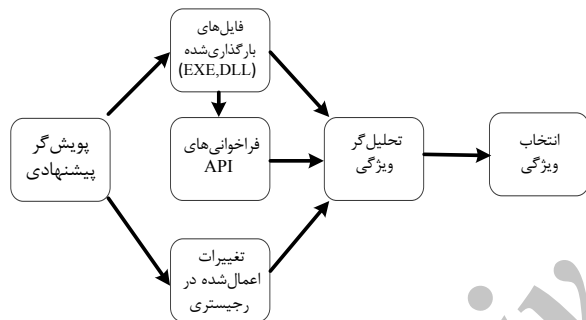 فایل‌های
بارگذاری‌شده
(EXE,DLL)
پویش‌گر
پیشنهادی
فراخوانی‌های
API
تحلیل‌گر
ویژگی
انتخاب
ویژگی
تغییرات
اعمال‌شده در
رجیستری